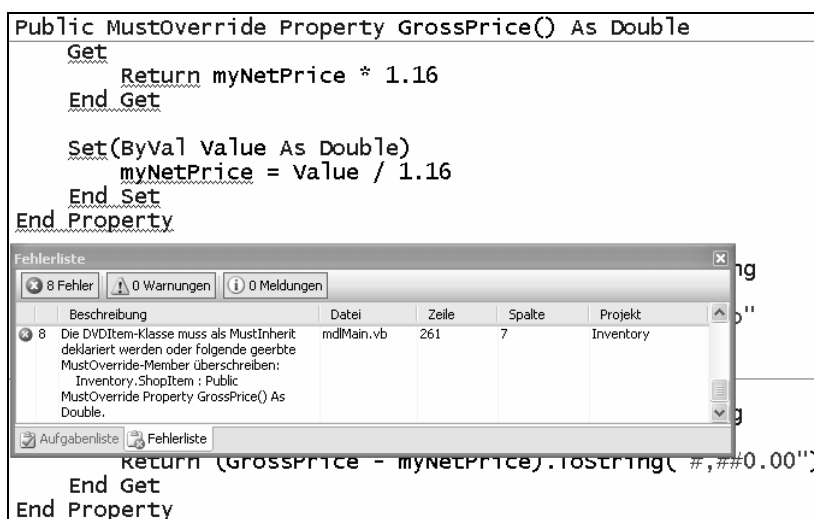 Public MustOverride Property GrossPrice() As Double
Get
Return myNetPrice * 1.16
End Get
Set(ByVal Value As Double)
myNetPrice = Value / 1.16
End Set
End Property
Fehlerliste
8 Fehler 0 Warnungen 0 Meldungen
Beschreibung Datei Zeile Spalte Projekt
8 Die DVDItem-Klasse muss als MustInherit mdlMain.vb 261 7 Inventory
deklariert werden oder folgende geerbte
MustOverride-Member überschreiben:
Inventory.ShopItem : Public
MustOverride Property GrossPrice() As
Double.
Aufgabenliste Fehlerliste
Return (GrossPrice - myNetPrice).ToString("#,##0.00")
End Get
End Property